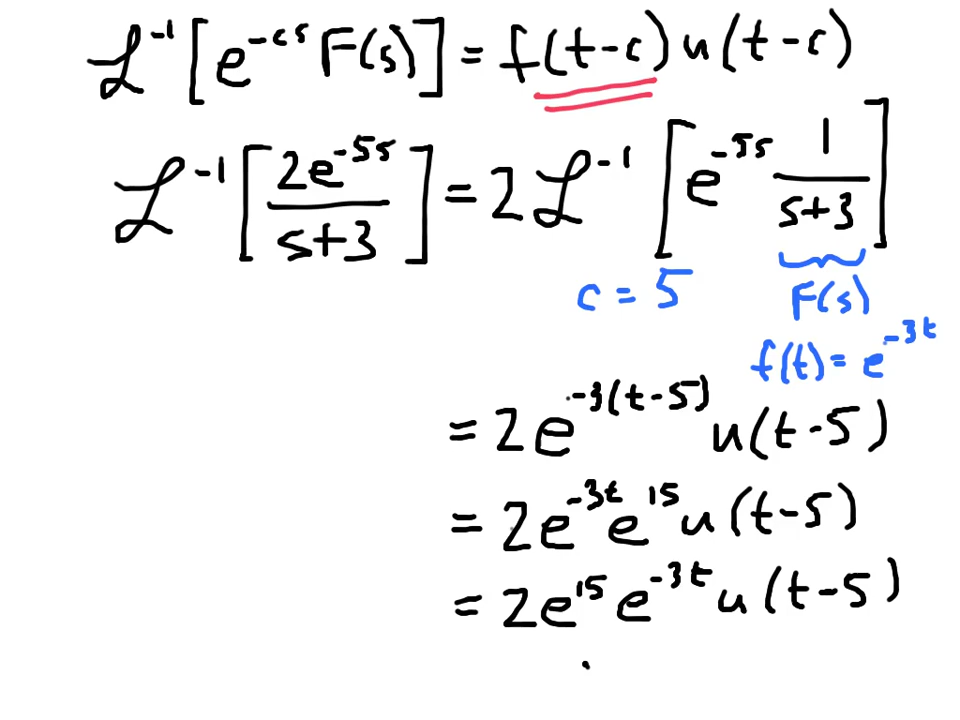 ℒ⁻¹[e^(-cs) F(s)] = f(t-c) u(t-c)
ℒ⁻¹[2e^(-5s)/(s+3)] = 2ℒ⁻¹[e^(-5s) 1/(s+3)]
c = 5 F(s)
f(t) = e^(-3t)
= 2e^(-3(t-5)) u(t-5)
= 2e^(-3t) e^(15) u(t-5)
= 2e^(15) e^(-3t) u(t-5)